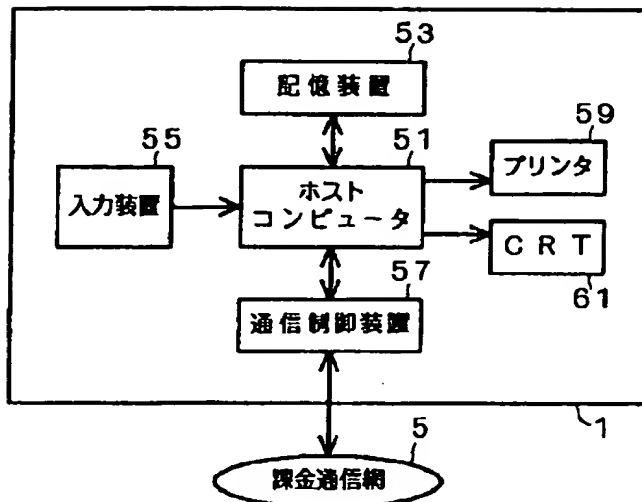 53
記憶装置
55
51
59
入力装置
ホスト
コンピュータ
プリンタ
CRT
61
57
通信制御装置
1
5
課金通信網